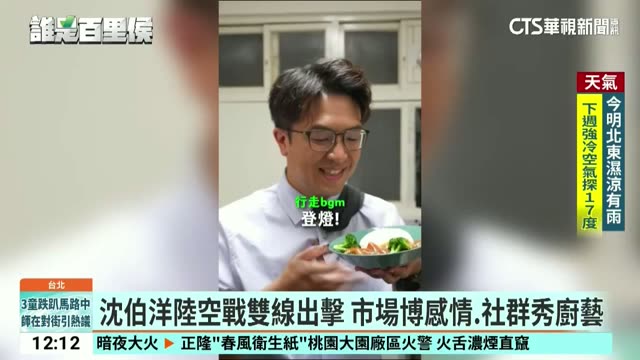 誰是百里侯
CTS華視新聞
天氣
今明北東濕涼有雨
下週強冷空氣探17度
行走bgm
登燈!
台北
3童跌趴馬路中
師在對街引熱議
沈伯洋陸空戰雙線出擊 市場博感情.社群秀廚藝
12:12
暗夜大火
正隆"春風衛生紙"桃園大園廠區火警 火舌濃煙直竄